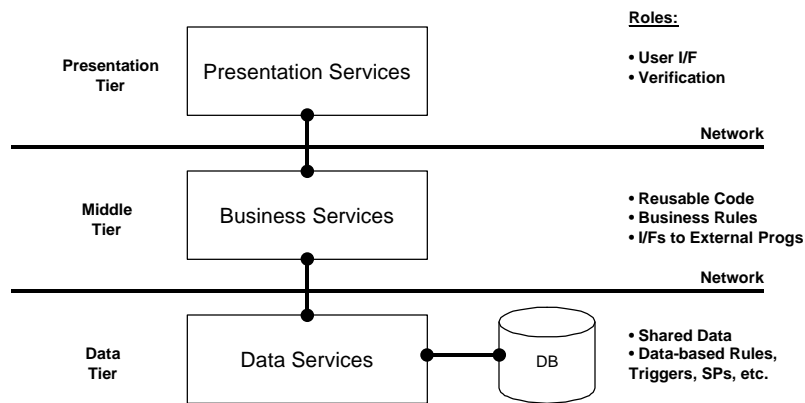 Roles:
Presentation
Tier
Presentation Services
• User I/F
• Verification
Network
Middle
Tier
Business Services
• Reusable Code
• Business Rules
• I/Fs to External Progs
Network
Data
Tier
Data Services
DB
• Shared Data
• Data-based Rules,
Triggers, SPs, etc.